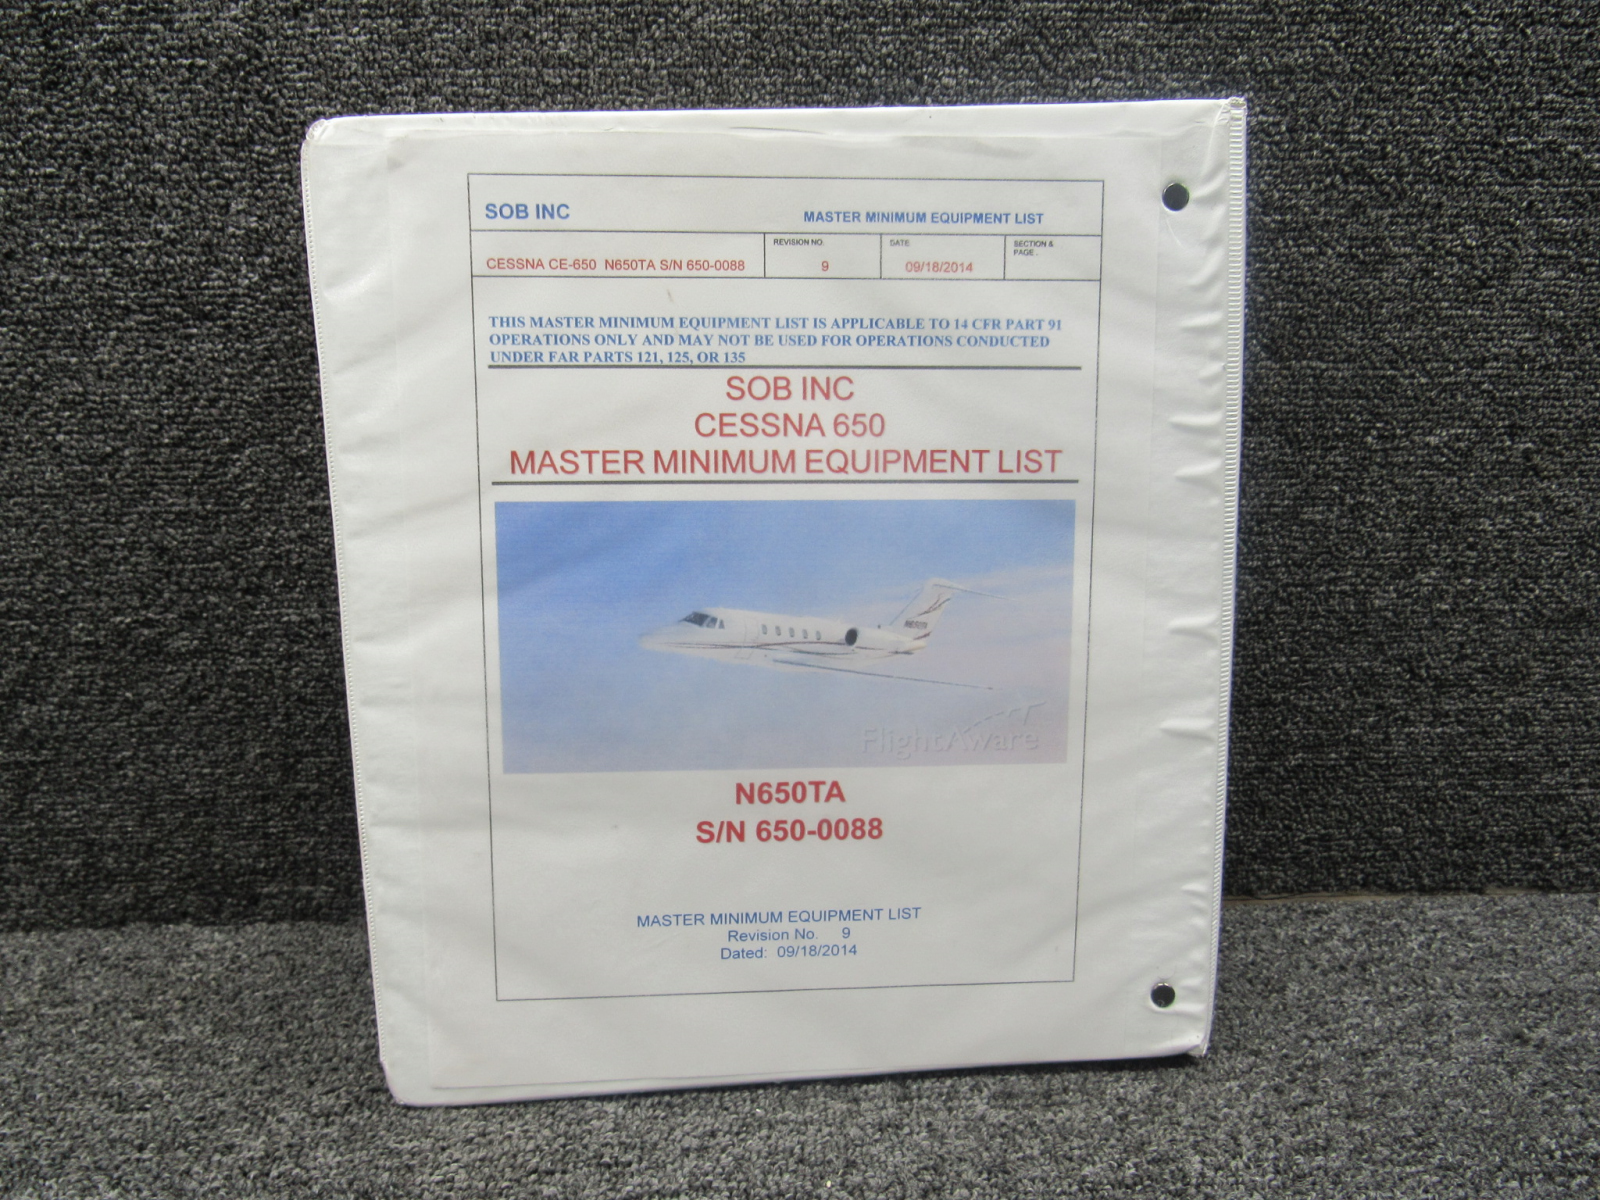 SOB INC
MASTER MINIMUM EQUIPMENT LIST
CESSNA CE-650 N650TA S/N 650-0088
REVISION NO.
9
DATE
09/18/2014
SECTION &
PAGE .
THIS MASTER MINIMUM EQUIPMENT LIST IS APPLICABLE TO 14 CFR PART 91
OPERATIONS ONLY AND MAY NOT BE USED FOR OPERATIONS CONDUCTED
UNDER FAR PARTS 121, 125, OR 135
SOB INC
CESSNA 650
MASTER MINIMUM EQUIPMENT LIST
N650TA
FlightAware
N650TA
S/N 650-0088
MASTER MINIMUM EQUIPMENT LIST
Revision No. 9
Dated: 09/18/2014